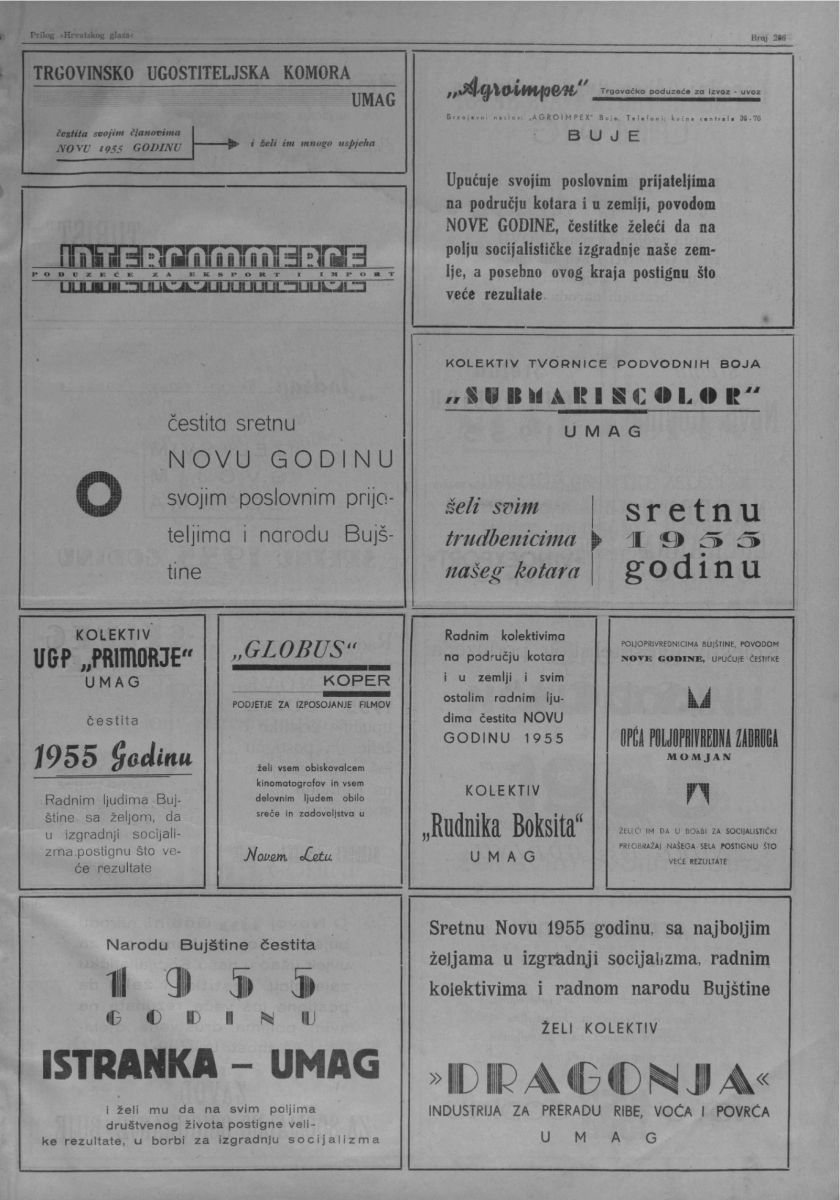 Prilog »Hrvatskog glasa«
Broj 206
TRGOVINSKO UGOSTITELJSKA KOMORA
UMAG
čestita svojim članovima
NOVU 1955 GODINU
i želi im mnogo uspjeha
„Agroimpex“ Trgovačko poduzeće za izvoz - uvoz
Brzojavni naslov: „AGROIMPEX“ Buje, Telefoni: kućna centrala 36-76
BUJE
Upućuje svojim poslovnim prijateljima
na području kotara i u zemlji, povodom
NOVE GODINE, čestitke želeći da na
polju socijalističke izgradnje naše zem-
lje, a posebno ovog kraja postignu što
veće rezultate
INTERCOMMERCE
PODUZEĆE ZA EKSPORT I IMPORT
čestita sretnu
NOVU GODINU
svojim poslovnim prija-
teljima i narodu Bujš-
tine
KOLEKTIV TVORNICE PODVODNIH BOJA
„SUBMARINCOLOR“
UMAG
želi svim
trudbenicima
našeg kotara
sretnu
1955
godinu
KOLEKTIV
UGP „PRIMORJE“
UMAG
čestita
1955 Godinu
Radnim ljudima Buj-
štine sa željom, da
u izgradnji socijali-
zma postignu što ve-
će rezultate
„GLOBUS“
KOPER
PODJETJE ZA IZPOSOJANJE FILMOV
želi vsem obiskovalcem
kinomatografov in vsem
delovnim ljudem obilo
sreče in zadovoljstva u
Novem Letu
Radnim kolektivima
na području kotara
i u zemlji i svim
ostalim radnim lju-
dima čestita NOVU
GODINU 1955
KOLEKTIV
„Rudnika Boksita“
UMAG
POLJOPRIVREDNICIMA BUJŠTINE, POVODOM
NOVE GODINE, UPUĆUJE ČESTITKE
OPĆA POLJOPRIVREDNA ZADRUGA
MOMJAN
ŽELEĆI IM DA U BORBI ZA SOCIJALISTIČKI
PREOBRAŽAJ NAŠEGA SELA POSTIGNU ŠTO
VEĆE REZULTATE
Narodu Bujštine čestita
1955
GODINU
ISTRANKA – UMAG
i želi mu da na svim poljima
društvenog života postigne veli-
ke rezultate, u borbi za izgradnju socijalizma
Sretnu Novu 1955 godinu, sa najboljim
željama u izgradnji socijalizma, radnim
kolektivima i radnom narodu Bujštine
ŽELI KOLEKTIV
»DRAGONJA«
INDUSTRIJA ZA PRERADU RIBE, VOĆA I POVRĆA
UMAG